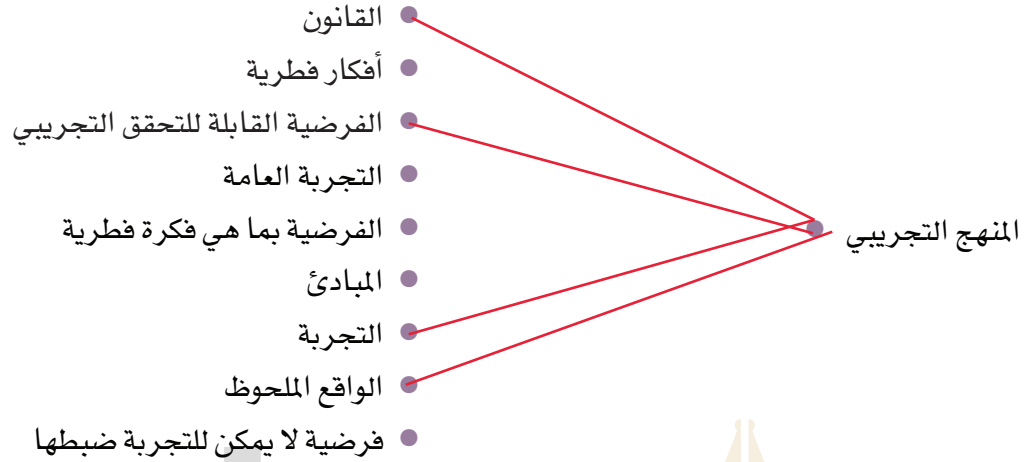 القانون
أفكار فطرية
الفرضية القابلة للتحقق التجريبي
التجربة العامة
الفرضية بما هي فكرة فطرية
المنهج التجريبي
المبادئ
التجربة
الواقع الملحوظ
فرضية لا يمكن للتجربة ضبطها